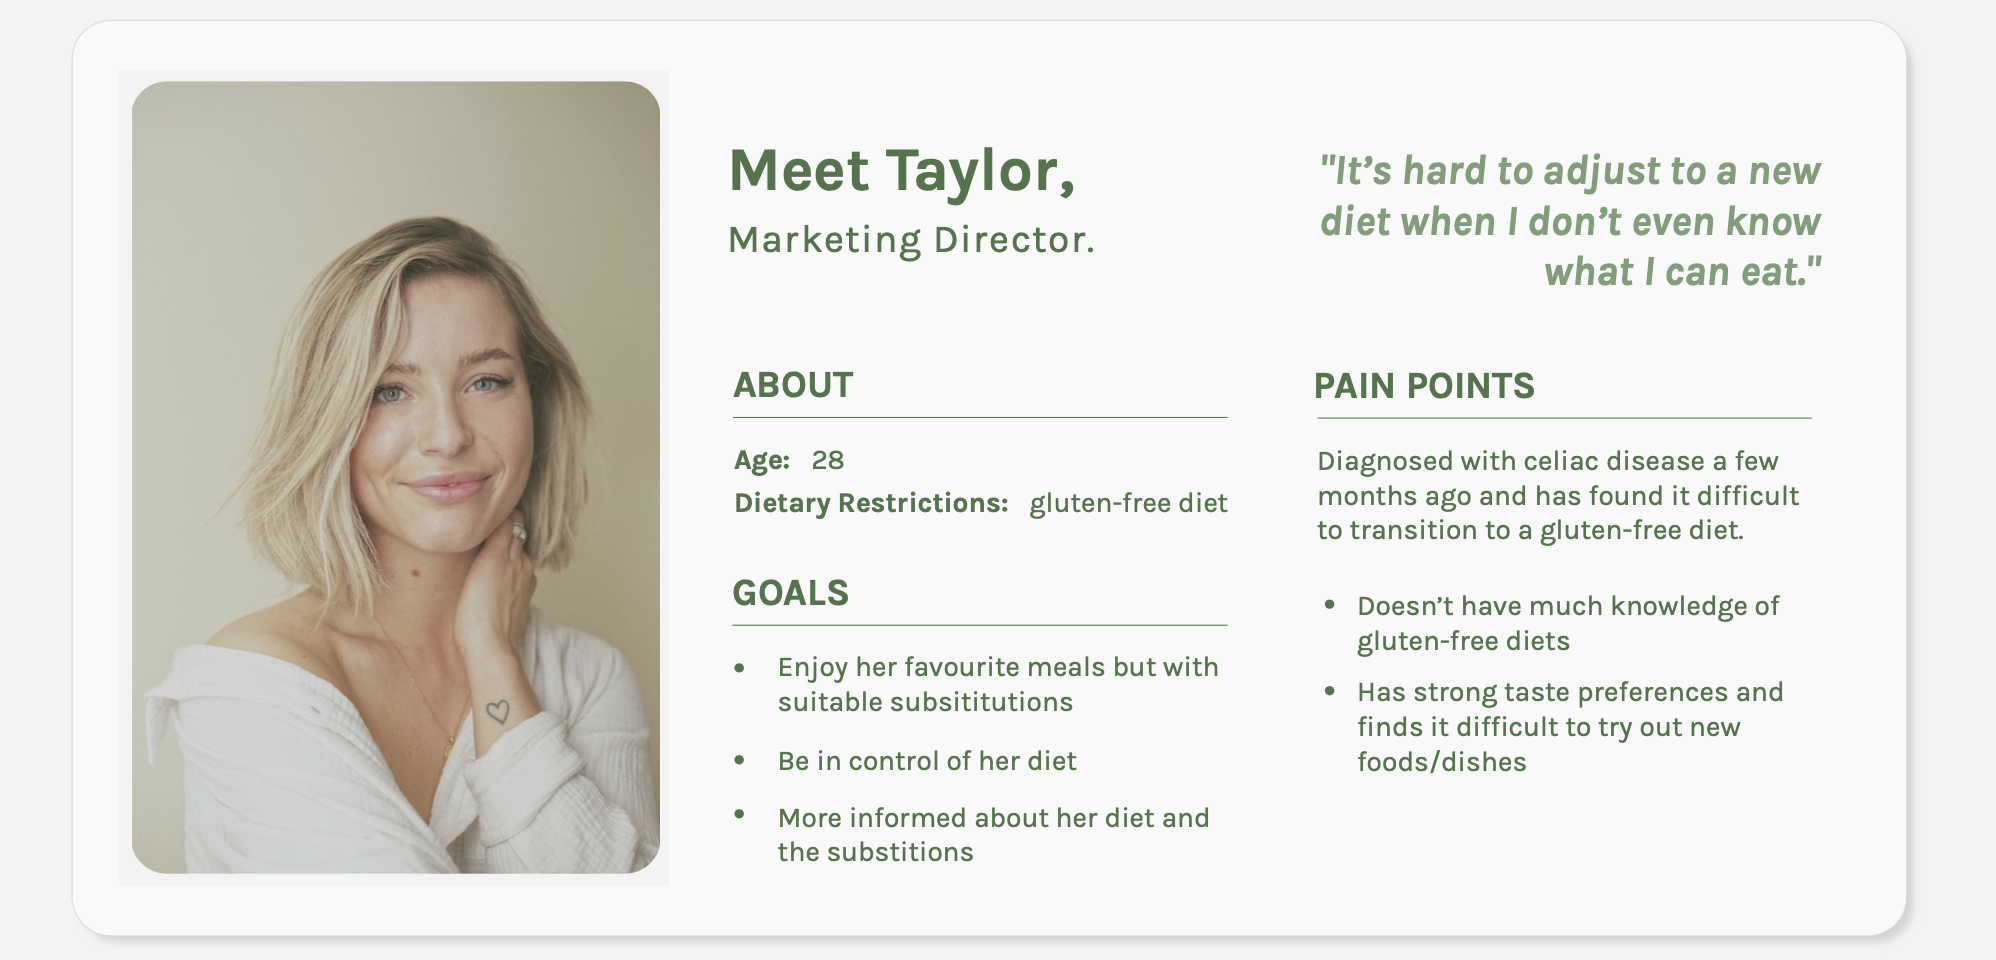 Meet Taylor,
Marketing Director.
"It’s hard to adjust to a new
diet when I don’t even know
what I can eat."
ABOUT
Age: 28
Dietary Restrictions: gluten-free diet
GOALS
• Enjoy her favourite meals but with
suitable subsititutions
• Be in control of her diet
• More informed about her diet and
the substitions
PAIN POINTS
Diagnosed with celiac disease a few
months ago and has found it difficult
to transition to a gluten-free diet.
• Doesn’t have much knowledge of
gluten-free diets
• Has strong taste preferences and
finds it difficult to try out new
foods/dishes